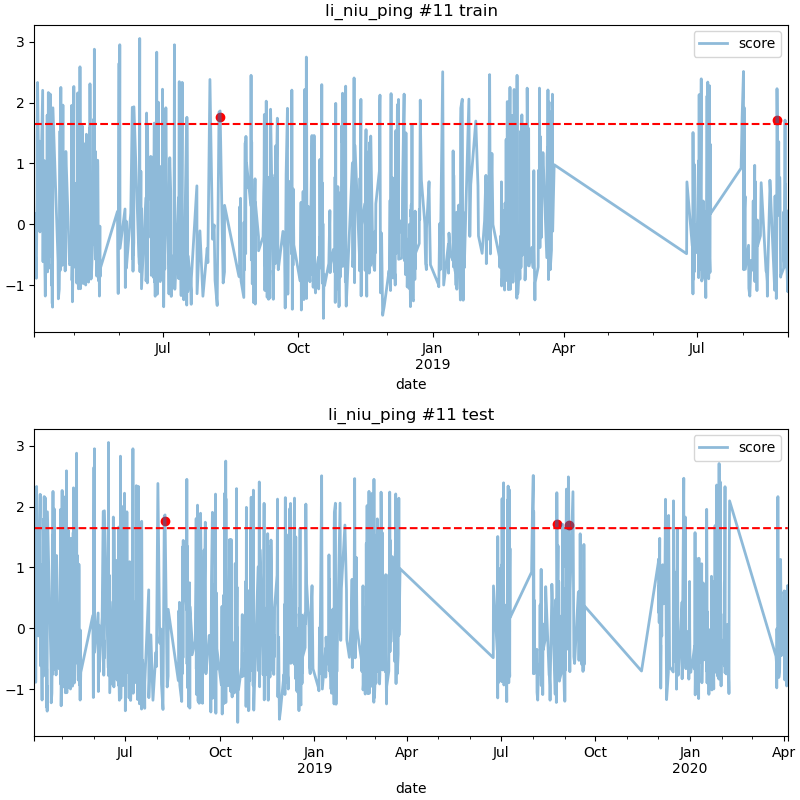 li_niu_ping #11 train
score
3
2
1
0
−1
Jul
Oct
Jan
2019
Apr
Jul
date
li_niu_ping #11 test
score
3
2
1
0
−1
Jul
Oct
Jan
2019
Apr
Jul
Oct
Jan
2020
Apr
date